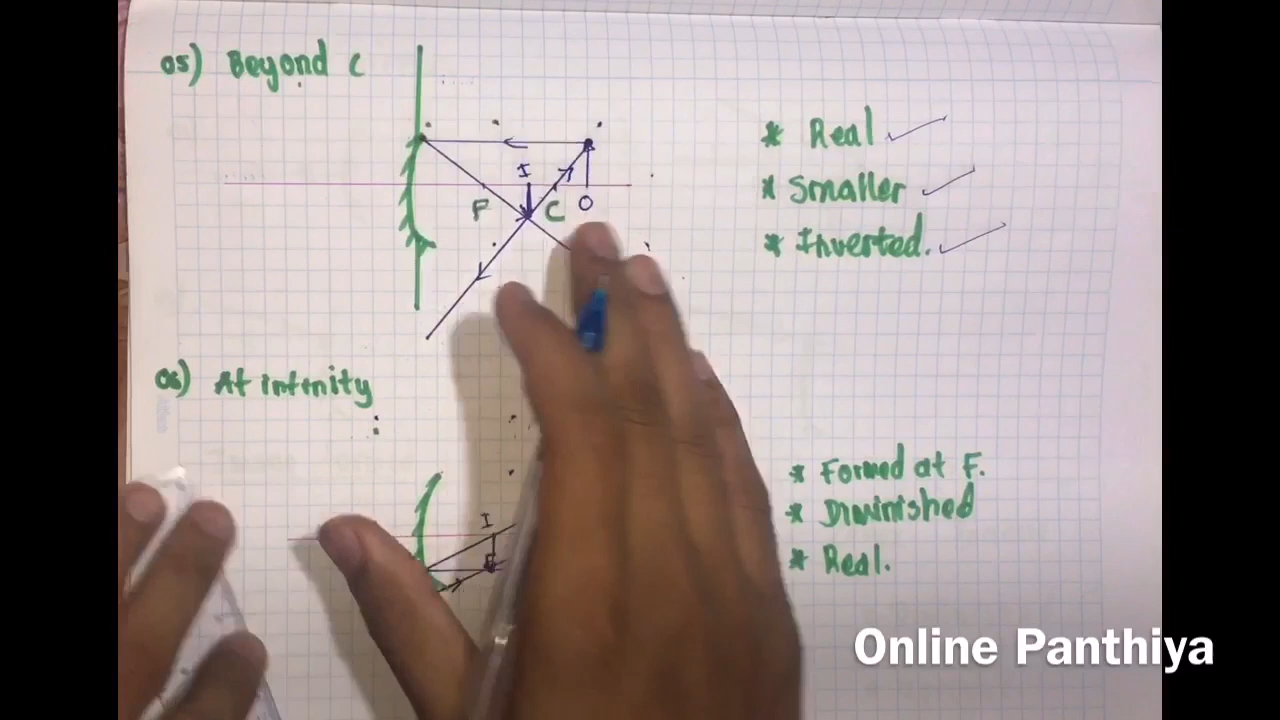 05) Beyond C
* Real
* Smaller
* Inverted.
I
F
C
O
06) At infinity
* Formed at F.
* Diminished
* Real.
I
F
Online Panthiya